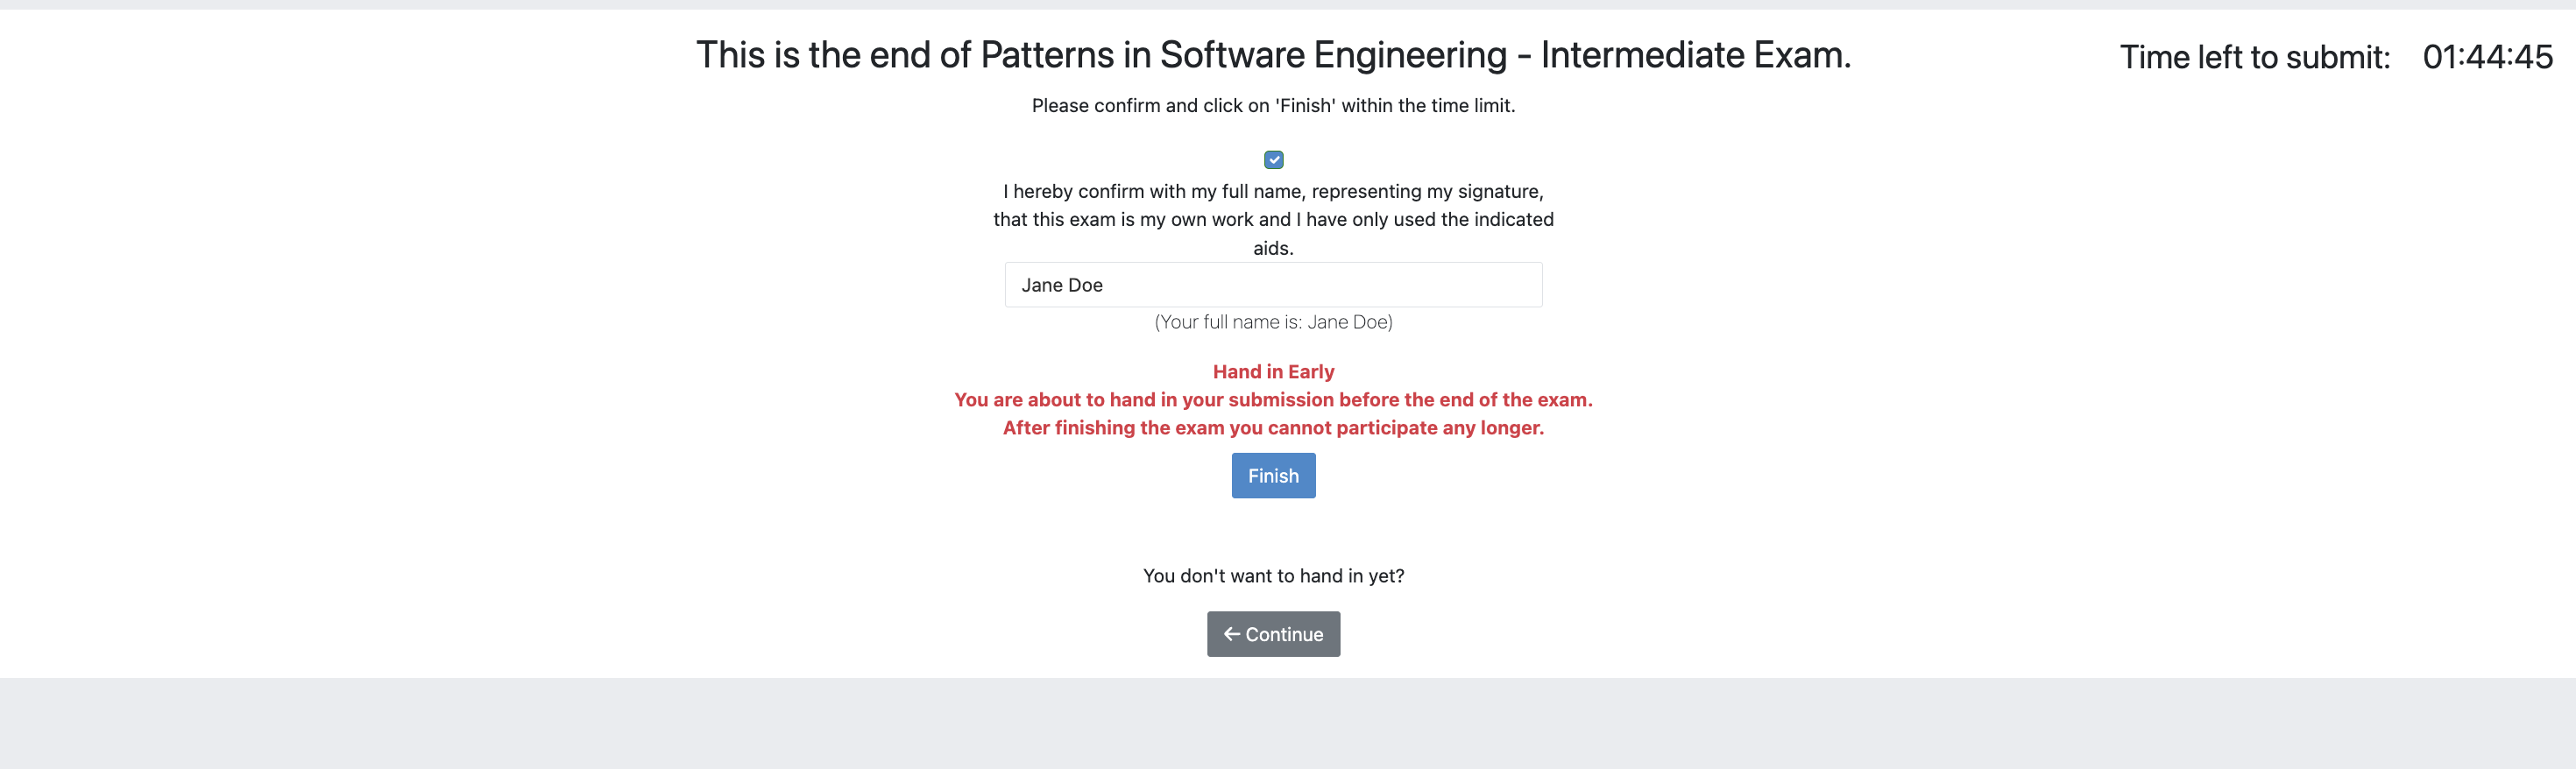 This is the end of Patterns in Software Engineering - Intermediate Exam.
Time left to submit: 01:44:45
Please confirm and click on 'Finish' within the time limit.
I hereby confirm with my full name, representing my signature,
that this exam is my own work and I have only used the indicated
aids.
Jane Doe
(Your full name is: Jane Doe)
Hand in Early
You are about to hand in your submission before the end of the exam.
After finishing the exam you cannot participate any longer.
Finish
You don't want to hand in yet?
← Continue